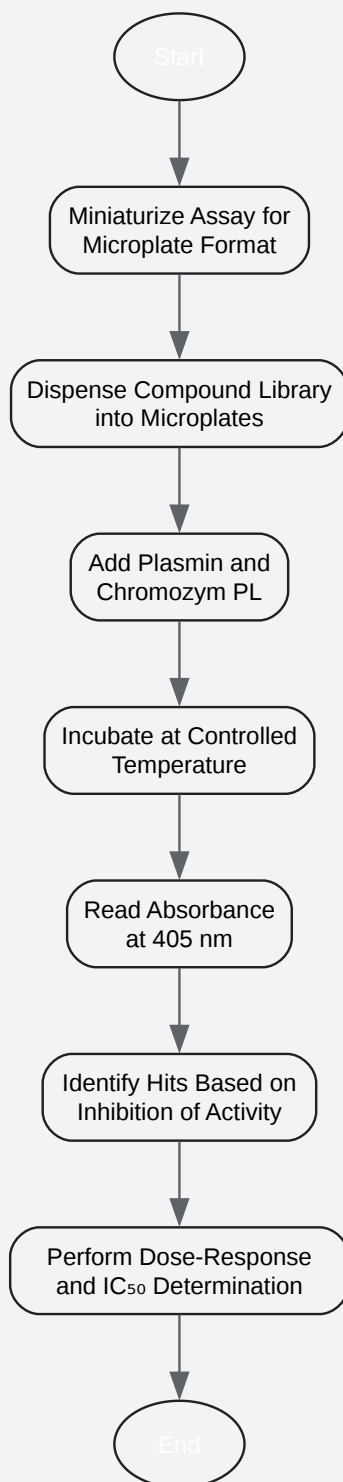 Start
Miniaturize Assay for
Microplate Format
Dispense Compound Library
into Microplates
Add Plasmin and
Chromozym PL
Incubate at Controlled
Temperature
Read Absorbance
at 405 nm
Identify Hits Based on
Inhibition of Activity
Perform Dose-Response
and IC₅₀ Determination
End